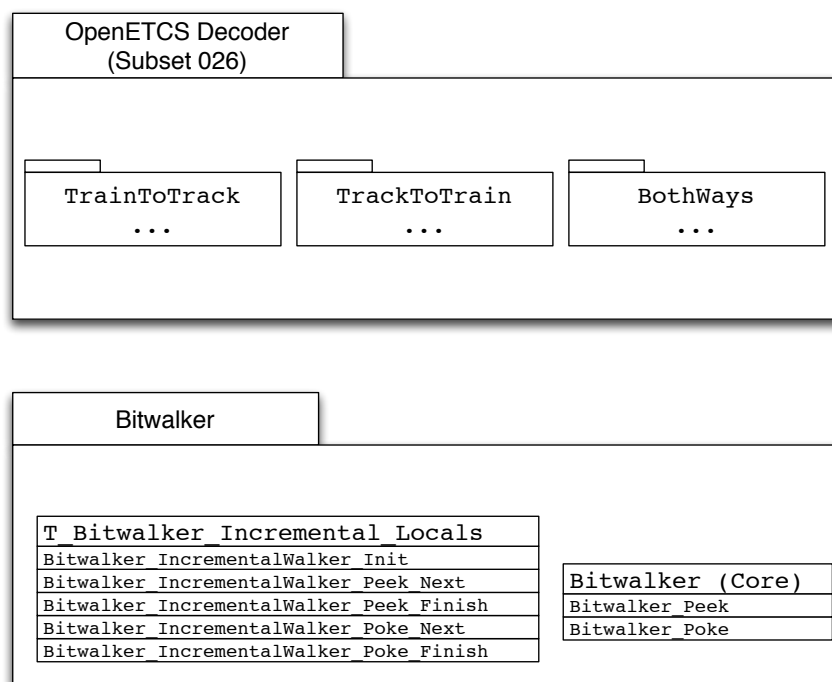 OpenETCS Decoder
(Subset 026)
TrainToTrack
...
TrackToTrain
...
BothWays
...
Bitwalker
T_Bitwalker_Incremental_Locals
Bitwalker_IncrementalWalker_Init
Bitwalker_IncrementalWalker_Peek_Next
Bitwalker_IncrementalWalker_Peek_Finish
Bitwalker_IncrementalWalker_Poke_Next
Bitwalker_IncrementalWalker_Poke_Finish
Bitwalker (Core)
Bitwalker_Peek
Bitwalker_Poke